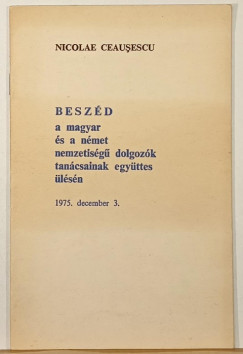 NICOLAE CEAUŞESCU
BESZÉD
a magyar
és a német
nemzetiségű dolgozók
tanácsainak együttes
ülésén
1975. december 3.